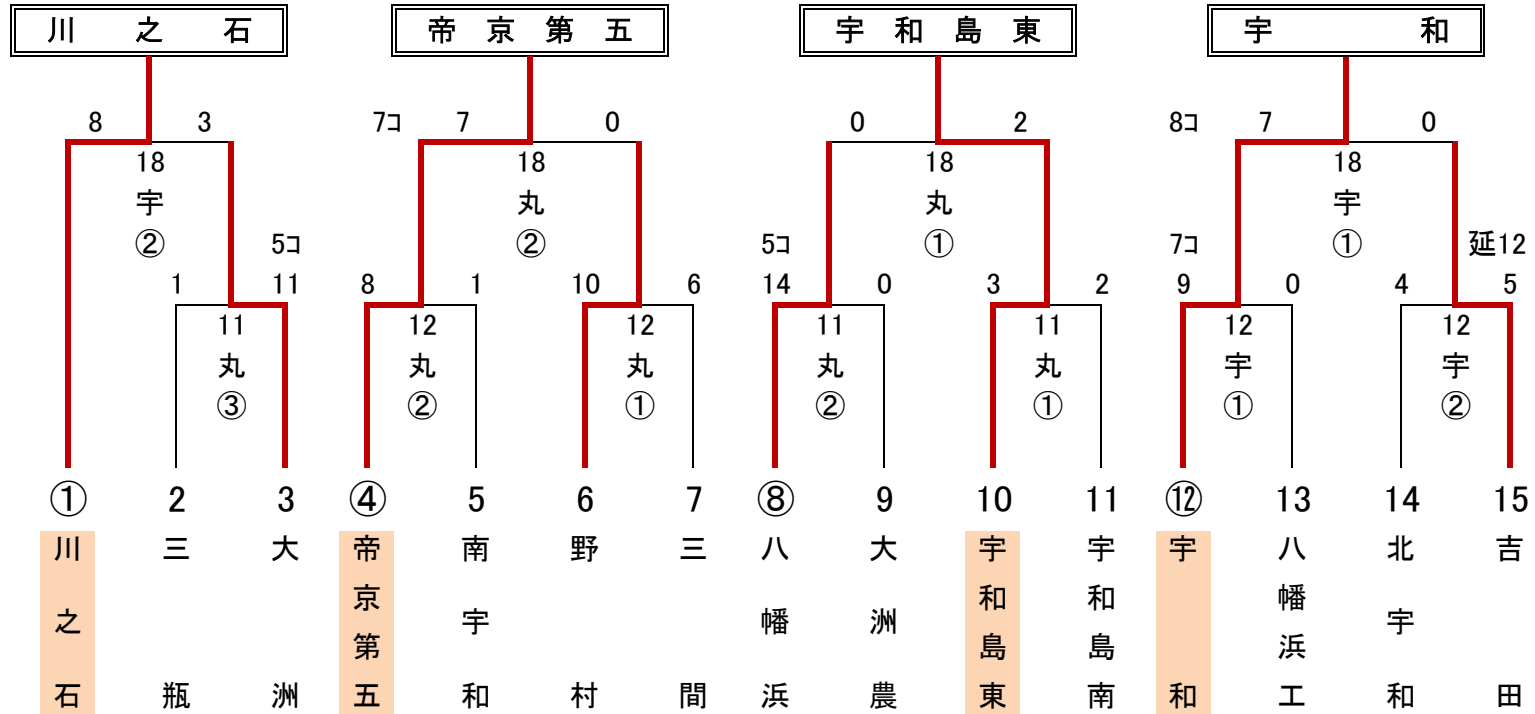 川之石 帝京第五 宇和島東 宇和
8 3 7コ 7 0 0 2 8コ 7 0
18 18 18 18
宇 丸 丸 宇
② ② ① ①
5コ 5コ 7コ 延12
1 11 8 1 10 6 14 0 3 2 9 0 4 5
11 12 12 11 11 12 12
丸 丸 丸 丸 丸 宇 宇
③ ② ① ② ① ① ②
① 2 3 ④ 5 6 7 ⑧ 9 10 11 ⑫ 13 14 15
川之石
三瓶
大洲
帝京第五
南宇和
野村
三間
八幡浜
大洲農
宇和島東
宇和島南
宇和
八幡浜工
北宇和
吉田